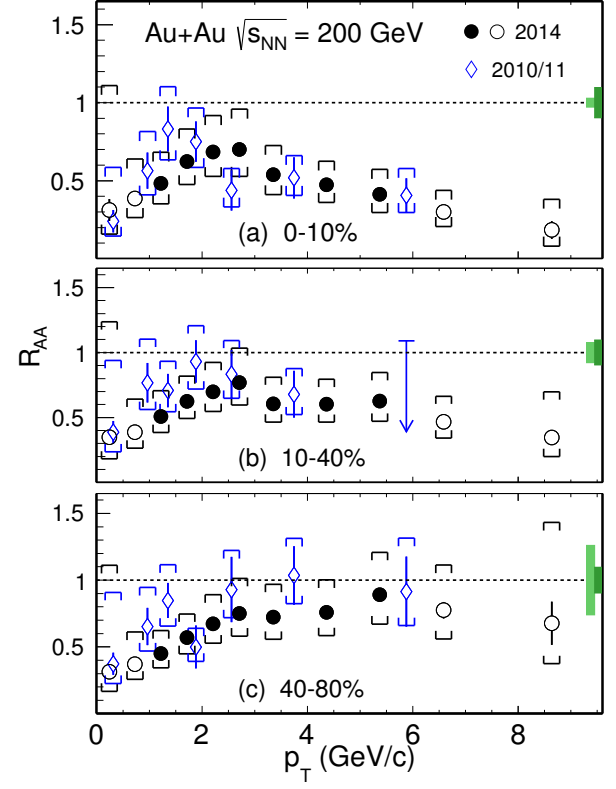 Au+Au √s_NN = 200 GeV
2014
2010/11
1.5
1
0.5
(a) 0-10%
1.5
1
0.5
(b) 10-40%
R_AA
1.5
1
0.5
(c) 40-80%
0 2 4 6 8
p_T (GeV/c)